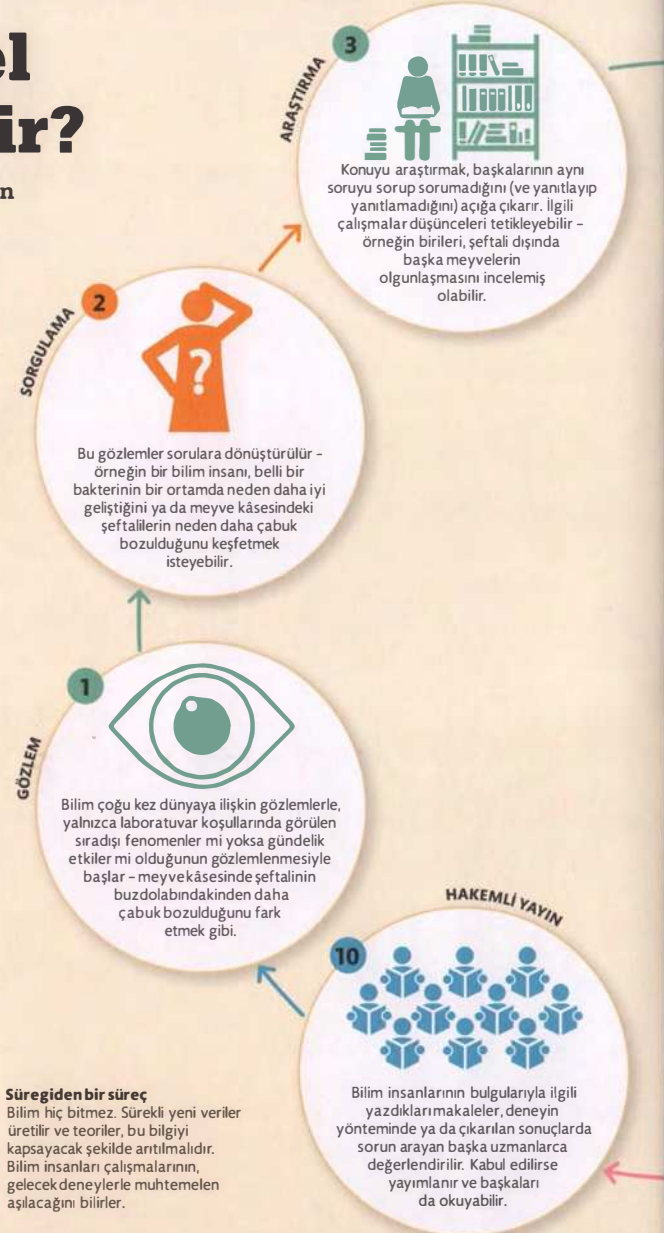 el
ir?
n
3
ARAŞTIRMA
Konuyu araştırmak, başkalarının aynı
soruyu sorup sorumadığını (ve yanıtlayıp
yanıtlamadığını) açığa çıkarır. İlgili
çalışmalar düşünceleri tetikleyebilir –
örneğin birileri, şeftali dışında
başka meyvelerin
olgunlaşmasını incelemiş
olabilir.
2
SORGULAMA
?
Bu gözlemler sorulara dönüştürülür –
örneğin bir bilim insanı, belli bir
bakterinin bir ortamda neden daha iyi
geliştiğini ya da meyve kâsesindeki
şeftalilerin neden daha çabuk
bozulduğunu keşfetmek
isteyebilir.
1
GÖZLEM
Bilim çoğu kez dünyaya ilişkin gözlemlerle,
yalnızca laboratuvar koşullarında görülen
sıradışı fenomenler mi yoksa gündelik
etkiler mi olduğunun gözlemlenmesiyle
başlar – meyve kâsesinde şeftalinin
buzdolabındakinden daha
çabuk bozulduğunu fark
etmek gibi.
HAKEMLİ YAYIN
10
Bilim insanlarının bulgularıyla ilgili
yazdıkları makaleler, deneyin
yönteminde ya da çıkarılan sonuçlarda
sorun arayan başka uzmanlarca
değerlendirilir. Kabul edilirse
yayımlanır ve başkaları
da okuyabilir.
Süregiden bir süreç
Bilim hiç bitmez. Sürekli yeni veriler
üretilir ve teoriler, bu bilgiyi
kapsayacak şekilde arıtılmalıdır.
Bilim insanları çalışmalarının,
gelecek deneylerle muhtemelen
aşılacağını bilirler.